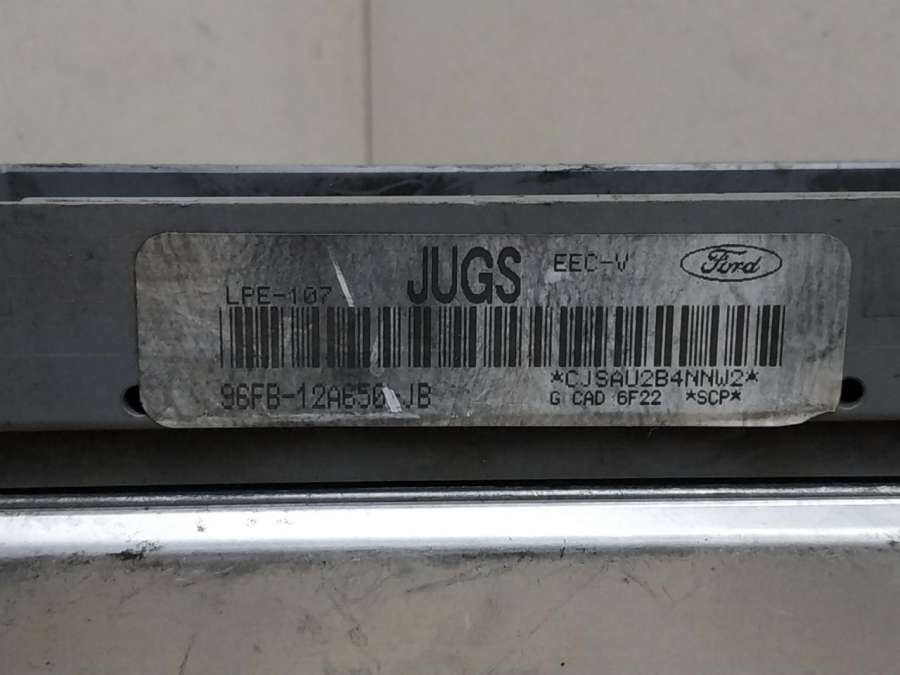 JUGS EEC-V Ford
LPE-107
96FB-12A650-JB
*CJSAU2B4NNW2*
G CAD 6F22 *SCP*